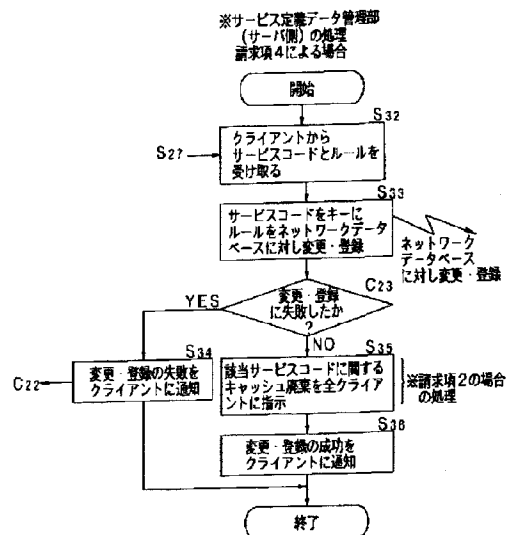 ※サービス定義データ管理部
(サーバ側)の処理
請求項4による場合
開始
S32
クライアントから
サービスコードとルールを
受け取る
S27
S33
サービスコードをキーに
ルールをネットワークデータ
ベースに対し変更・登録
ネットワーク
データベース
に対し変更・登録
C23
変更・登録
に失敗したか
?
YES
NO
S34
変更・登録の失敗を
クライアントに通知
C22
S35
該当サービスコードに関する
キャッシュ廃棄を全クライア
ントに指示
※請求項2の場合
の処理
S36
変更・登録の成功を
クライアントに通知
終了